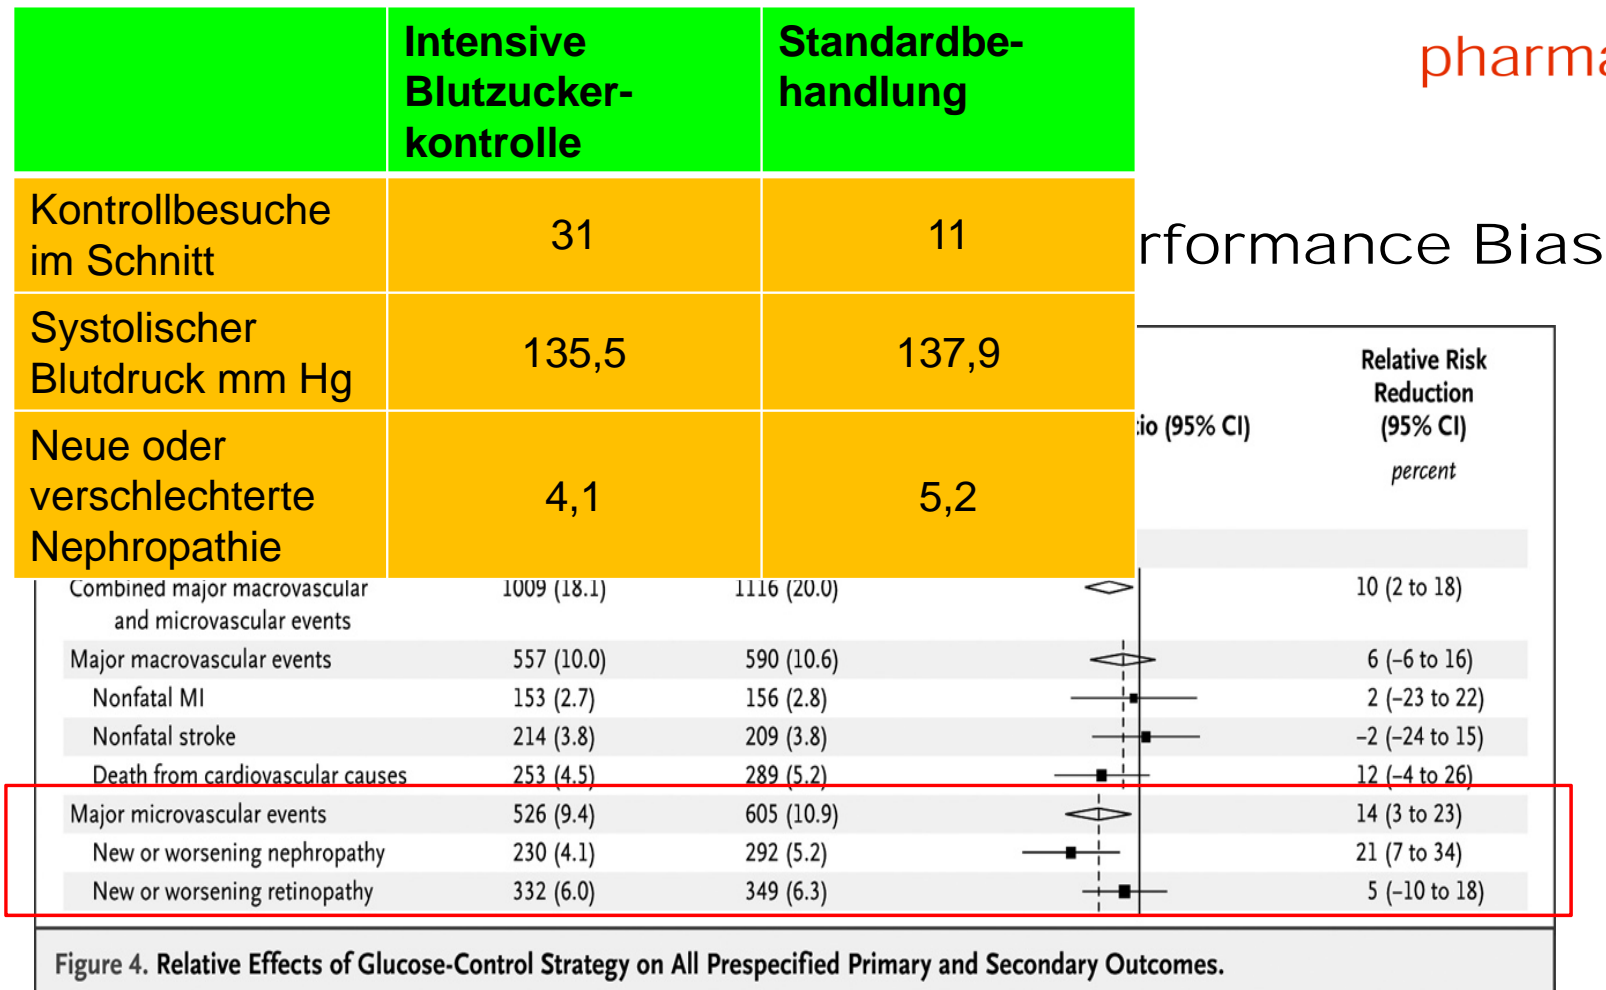 Intensive
Blutzucker-
kontrolle
Standardbe-
handlung
Kontrollbesuche
im Schnitt
31
11
Systolischer
Blutdruck mm Hg
135,5
137,9
Neue oder
verschlechterte
Nephropathie
4,1
5,2
pharma
rformance Bias
io (95% CI)
Relative Risk
Reduction
(95% CI)
percent
Combined major macrovascular 1009 (18.1) 1116 (20.0) 10 (2 to 18)
and microvascular events
Major macrovascular events 557 (10.0) 590 (10.6) 6 (–6 to 16)
Nonfatal MI 153 (2.7) 156 (2.8) 2 (–23 to 22)
Nonfatal stroke 214 (3.8) 209 (3.8) –2 (–24 to 15)
Death from cardiovascular causes 253 (4.5) 289 (5.2) 12 (–4 to 26)
Major microvascular events 526 (9.4) 605 (10.9) 14 (3 to 23)
New or worsening nephropathy 230 (4.1) 292 (5.2) 21 (7 to 34)
New or worsening retinopathy 332 (6.0) 349 (6.3) 5 (–10 to 18)
Figure 4. Relative Effects of Glucose-Control Strategy on All Prespecified Primary and Secondary Outcomes.